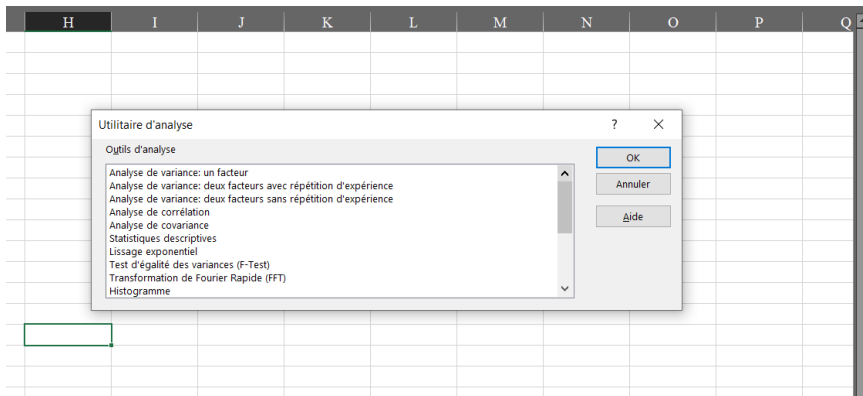 H I J K L M N O P Q
Utilitaire d'analyse ? ×
Outils d'analyse
OK
Analyse de variance: un facteur
Analyse de variance: deux facteurs avec répétition d'expérience
Annuler
Analyse de variance: deux facteurs sans répétition d'expérience
Analyse de corrélation
Aide
Analyse de covariance
Statistiques descriptives
Lissage exponentiel
Test d'égalité des variances (F-Test)
Transformation de Fourier Rapide (FFT)
Histogramme